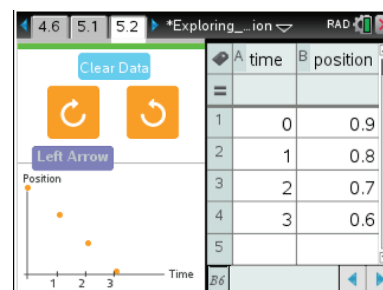 4.6 5.1 5.2 *Exploring_...ion RAD
Clear Data
Left Arrow
Position
1 2 3 Time
A time B position
=
1 0 0.9
2 1 0.8
3 2 0.7
4 3 0.6
5
B6